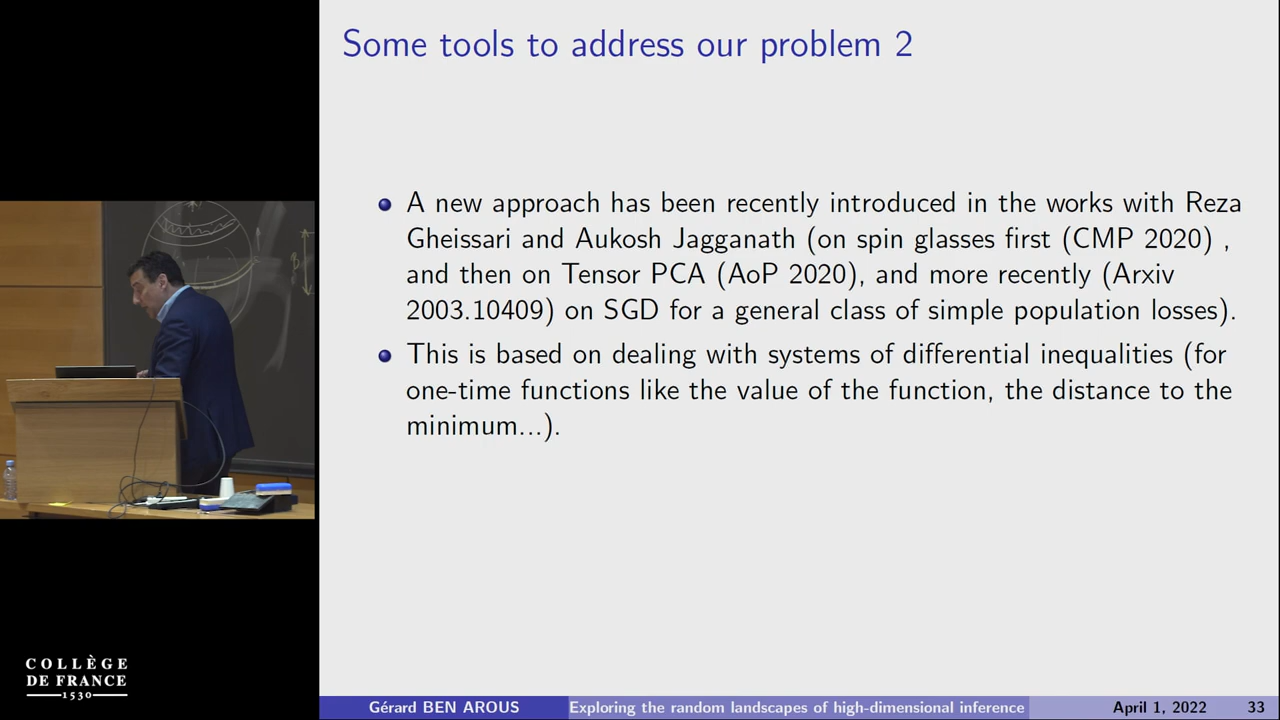 Some tools to address our problem 2
A new approach has been recently introduced in the works with Reza
Gheissari and Aukosh Jagganath (on spin glasses first (CMP 2020) ,
and then on Tensor PCA (AoP 2020), and more recently (Arxiv
2003.10409) on SGD for a general class of simple population losses).
This is based on dealing with systems of differential inequalities (for
one-time functions like the value of the function, the distance to the
minimum...).
COLLÈGE
DE FRANCE
1530
Gérard BEN AROUS
Exploring the random landscapes of high-dimensional inference
April 1, 2022
33